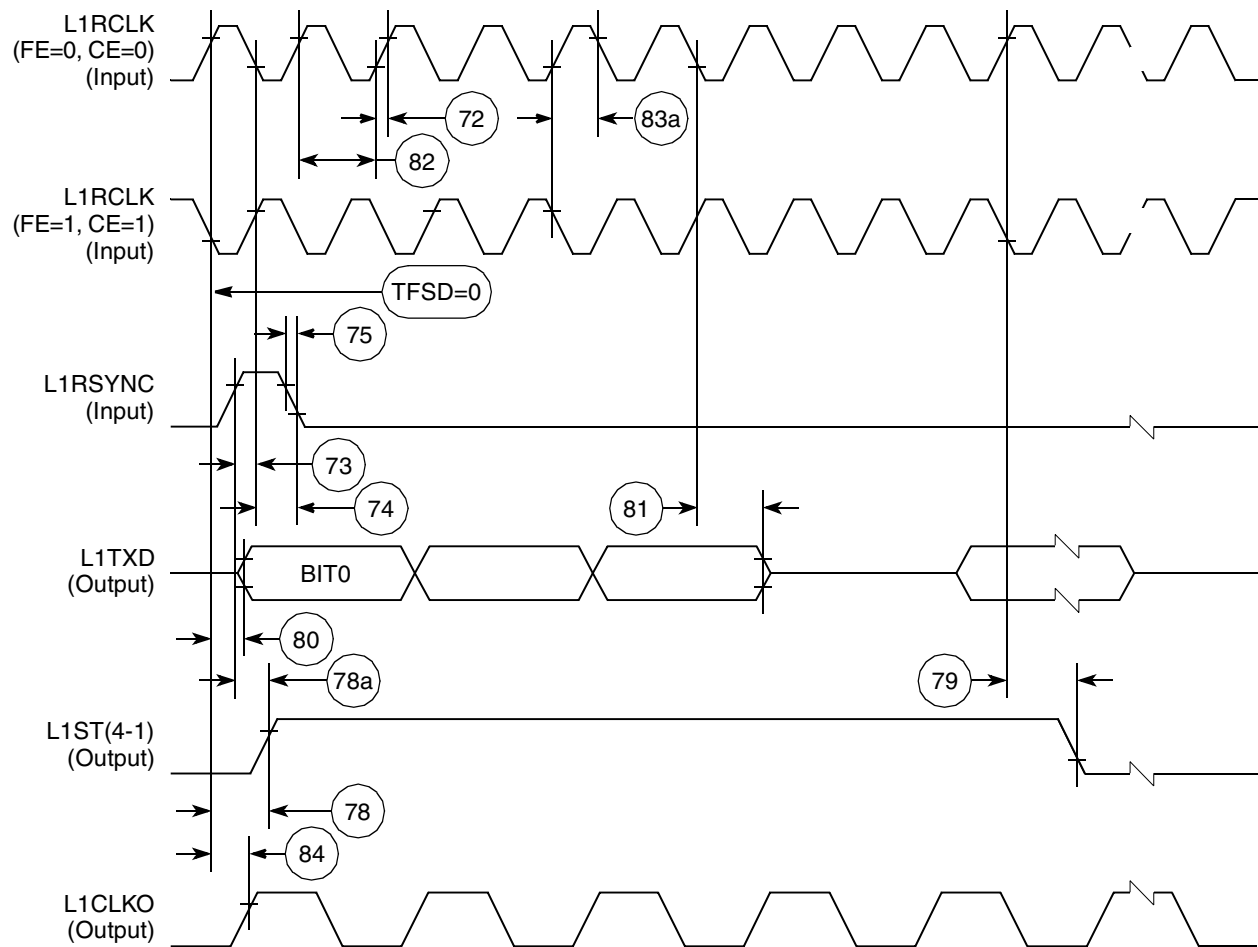 L1RCLK
(FE=0, CE=0)
(Input)
72
83a
82
L1RCLK
(FE=1, CE=1)
(Input)
TFSD=0
75
L1RSYNC
(Input)
73
74
81
L1TXD
(Output)
BIT0
80
78a
79
L1ST(4-1)
(Output)
78
84
L1CLKO
(Output)